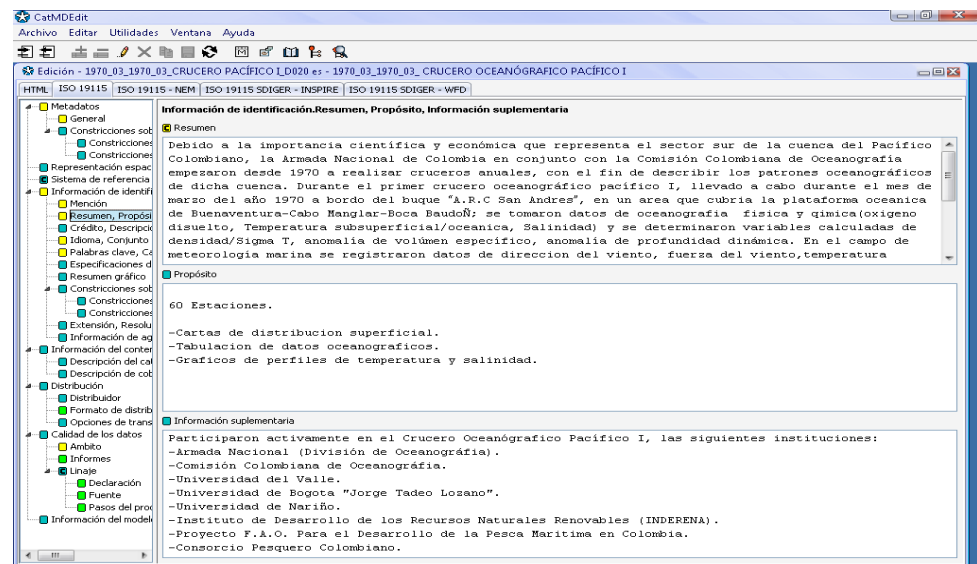 CatMDEdit
Archivo Editar Utilidades Ventana Ayuda
Edición - 1970_03_1970_03_CRUCERO PACÍFICO I_D020 es - 1970_03_1970_03_ CRUCERO OCEANÓGRAFICO PACÍFICO I
HTML ISO 19115 ISO 19115 - NEM ISO 19115 SDIGER - INSPIRE ISO 19115 SDIGER - WFD
Metadatos
General
Constricciones sob
Constricciones
Constricciones
Representación espac
Sistema de referencia
Información de identifi
Mención
Resumen, Propósi
Crédito, Descripció
Idioma, Conjunto
Palabras clave, Ca
Especificaciones d
Resumen gráfico
Constricciones sob
Constricciones
Constricciones
Extensión, Resolu
Información de ag
Información del conter
Descripción del cal
Descripción de cob
Distribución
Distribuidor
Formato de distrib
Opciones de trans
Calidad de los datos
Ambito
Informes
Linaje
Declaración
Fuente
Pasos del proc
Información del model
Información de identificación.Resumen, Propósito, Información suplementaria
Resumen
Debido a la importancia científica y económica que representa el sector sur de la cuenca del Pacífico
Colombiano, la Armada Nacional de Colombia en conjunto con la Comisión Colombiana de Oceanografía
empezaron desde 1970 a realizar cruceros anuales, con el fin de describir los patrones oceanográficos
de dicha cuenca. Durante el primer crucero oceanográfico pacífico I, llevado a cabo durante el mes de
marzo del año 1970 a bordo del buque "A.R.C San Andres", en un area que cubria la plataforma oceanica
de Buenaventura-Cabo Manglar-Boca BaudoÑ; se tomaron datos de oceanografia fisica y qimica(oxigeno
disuelto, Temperatura subsuperficial/oceanica, Salinidad) y se determinaron variables calculadas de
densidad/Sigma T, anomalía de volúmen específico, anomalía de profundidad dinámica. En el campo de
meteorología marina se registraron datos de direccion del viento, fuerza del viento,temperatura
Propósito
60 Estaciones.
-Cartas de distribucion superficial.
-Tabulacion de datos oceanograficos.
-Graficos de perfiles de temperatura y salinidad.
Información suplementaria
Participaron activamente en el Crucero Oceanógrafico Pacífico I, las siguientes instituciones:
-Armada Nacional (División de Oceanográfia).
-Comisión Colombiana de Oceanográfia.
-Universidad del Valle.
-Universidad de Bogota "Jorge Tadeo Lozano".
-Universidad de Nariño.
-Instituto de Desarrollo de los Recursos Naturales Renovables (INDERENA).
-Proyecto F.A.O. Para el Desarrollo de la Pesca Maritima en Colombia.
-Consorcio Pesquero Colombiano.